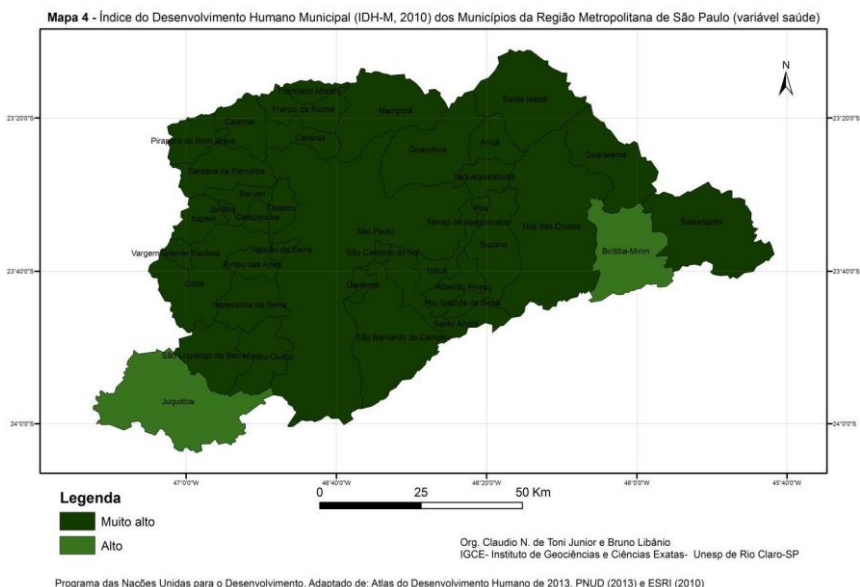 Mapa 4 - Índice do Desenvolvimento Humano Municipal (IDH-M, 2010) dos Municípios da Região Metropolitana de São Paulo (variável saúde)
N
Francisco Morato
Santa Isabel
Franco da Rocha
Mairiporã
23°20'0"S
23°20'0"S
Cajamar
Caieiras
Arujá
Pirapora do Bom Jesus
Guarulhos
Guararema
Santana de Parnaíba
Itaquaquecetuba
Barueri
Jandira
Osasco
Poá
Itapevi
Carapicuíba
Ferraz de Vasconcelos
Moji das Cruzes
Salesópolis
São Paulo
Suzano
Vargem Grande Paulista
Taboão da Serra
São Caetano do Sul
Biritiba-Mirim
Embu das Artes
Mauá
23°40'0"S
23°40'0"S
Cotia
Diadema
Ribeirão Pires
Itapecerica da Serra
Rio Grande da Serra
Santo André
São Bernardo do Campo
São Lourenço da Serra
Embu-Guaçu
Juquitiba
24°0'0"S
24°0'0"S
47°0'0"W
46°40'0"W
46°20'0"W
46°0'0"W
45°40'0"W
Legenda
Muito alto
Alto
0 25 50 Km
Org. Claudio N. de Toni Junior e Bruno Libânio
IGCE- Instituto de Geociências e Ciências Exatas- Unesp de Rio Claro-SP
Programa das Nações Unidas para o Desenvolvimento. Adaptado de: Atlas do Desenvolvimento Humano de 2013. PNUD (2013) e ESRI (2010)